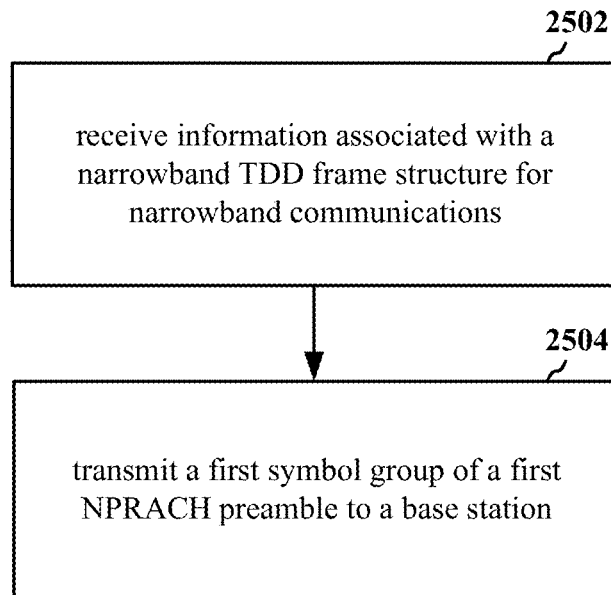 2502
receive information associated with a
narrowband TDD frame structure for
narrowband communications
2504
transmit a first symbol group of a first
NPRACH preamble to a base station